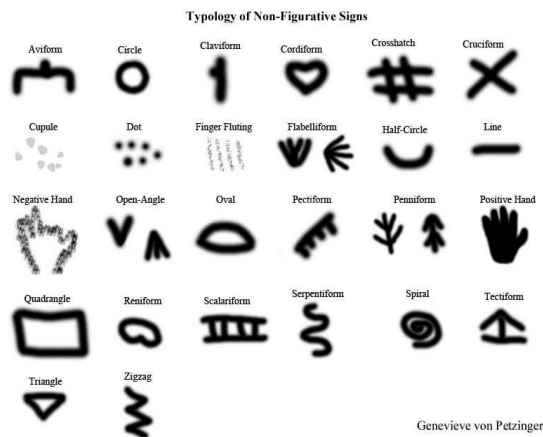 Typology of Non-Figurative Signs
Aviform
Circle
Claviform
Cordiform
Crosshatch
Cruciform
Cupule
Dot
Finger Fluting
Flabelliform
Half-Circle
Line
Negative Hand
Open-Angle
Oval
Pectiform
Penniform
Positive Hand
Quadrangle
Reniform
Scalariform
Serpentiform
Spiral
Tectiform
Triangle
Zigzag
Genevieve von Petzinger